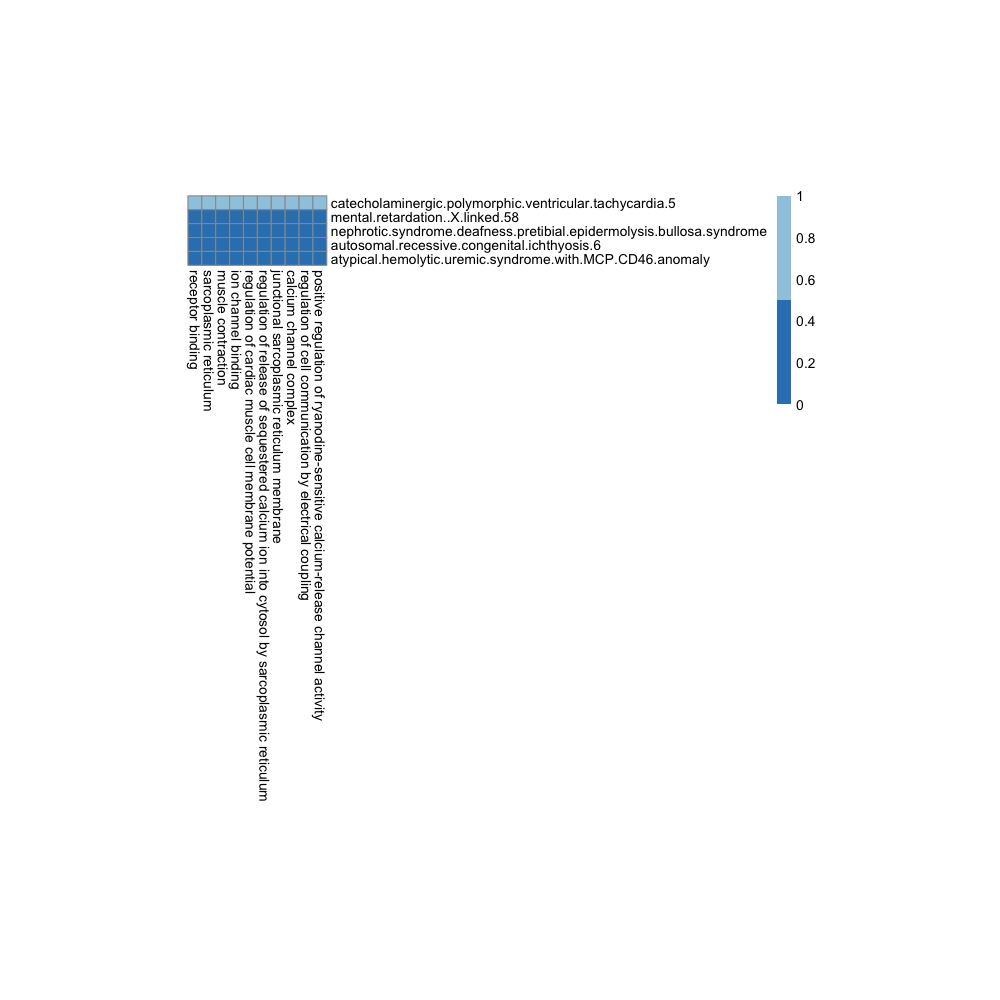 catecholaminergic.polymorphic.ventricular.tachycardia.5
mental.retardation..X.linked.58
nephrotic.syndrome.deafness.pretibial.epidermolysis.bullosa.syndrome
autosomal.recessive.congenital.ichthyosis.6
atypical.hemolytic.uremic.syndrome.with.MCP.CD46.anomaly
1
0.8
0.6
0.4
0.2
0
receptor binding
sarcoplasmic reticulum
muscle contraction
ion channel binding
regulation of cardiac muscle cell membrane potential
regulation of release of sequestered calcium ion into cytosol by sarcoplasmic reticulum
junctional sarcoplasmic reticulum membrane
calcium channel complex
regulation of cell communication by electrical coupling
positive regulation of ryanodine-sensitive calcium-release channel activity